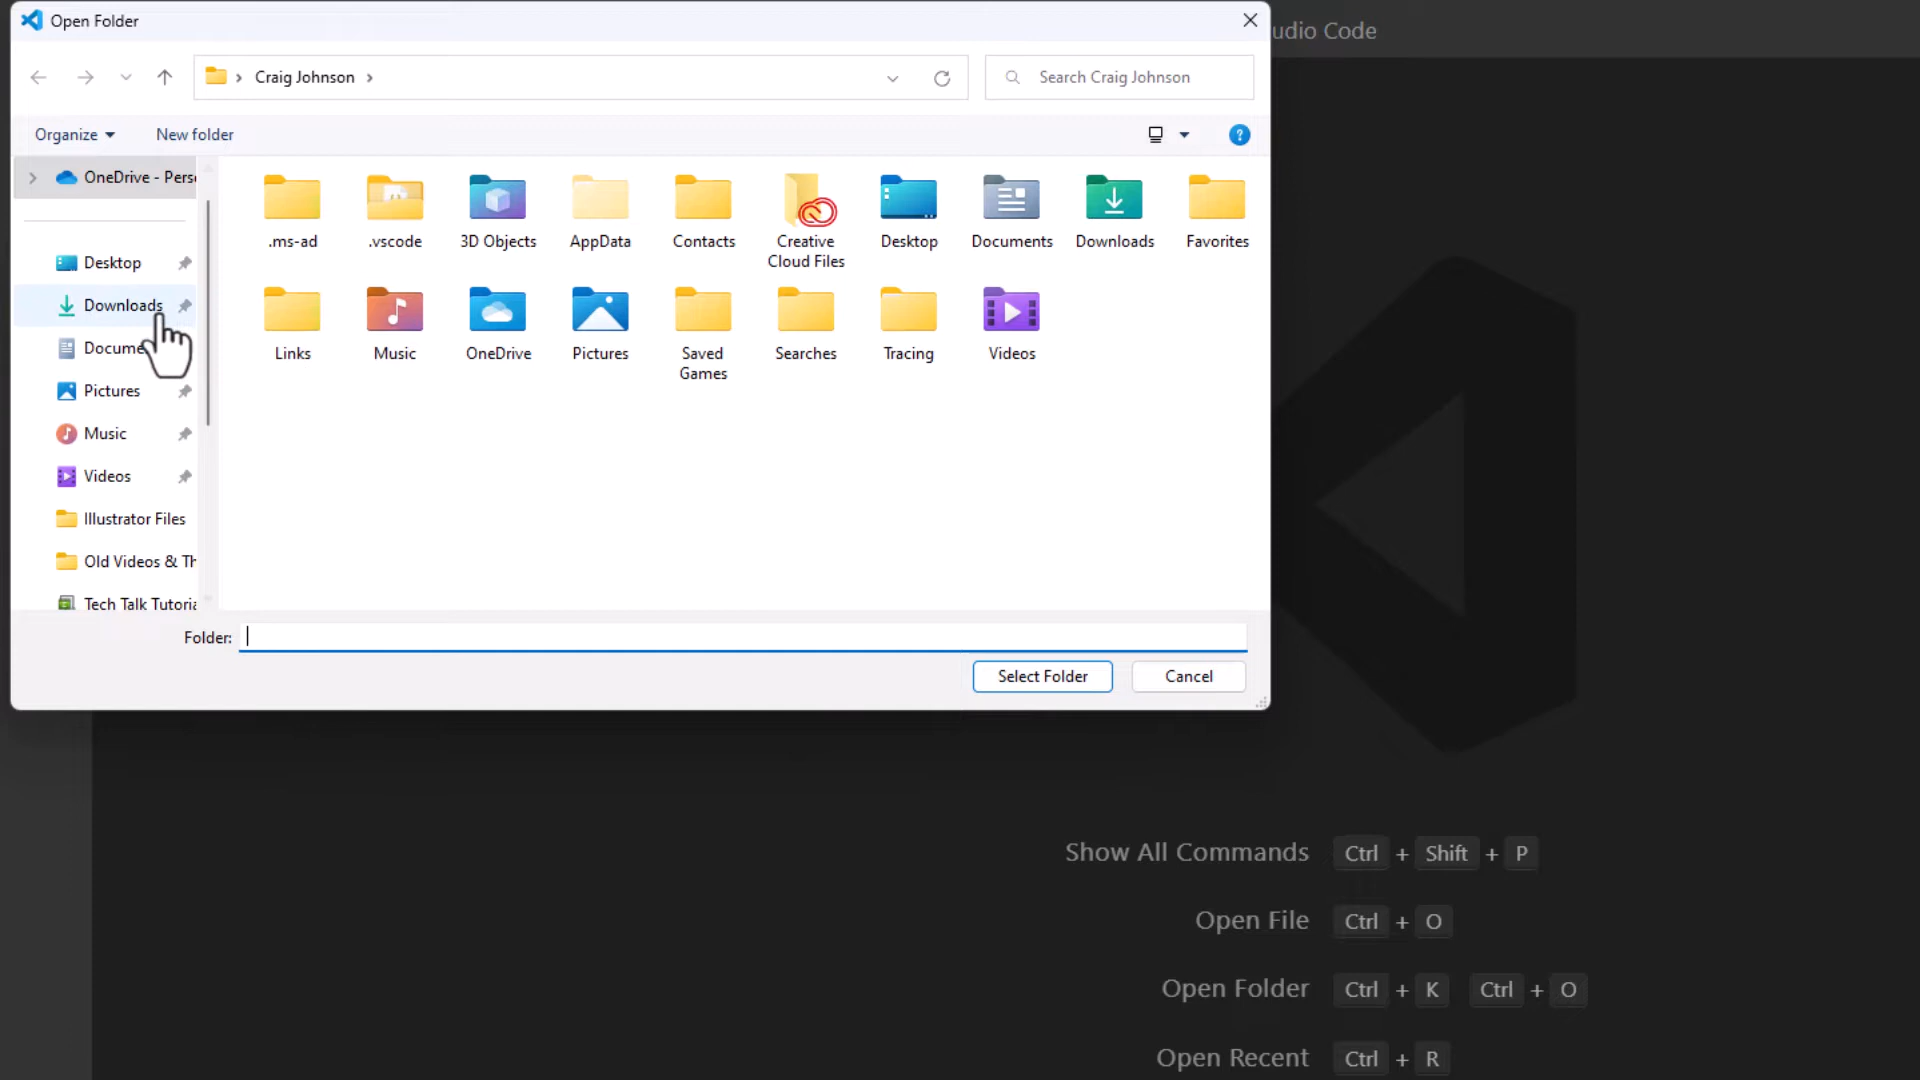 Open Folder
udio Code
Craig Johnson
Search Craig Johnson
Organize
New folder
OneDrive - Pers
Desktop
Downloads
Docume
Pictures
Music
Videos
Illustrator Files
Old Videos & Th
Tech Talk Tutoria
.ms-ad
.vscode
3D Objects
AppData
Contacts
Creative
Cloud Files
Desktop
Documents
Downloads
Favorites
Links
Music
OneDrive
Pictures
Saved
Games
Searches
Tracing
Videos
Folder:
Select Folder
Cancel
Show All Commands Ctrl + Shift + P
Open File Ctrl + O
Open Folder Ctrl + K Ctrl + O
Open Recent Ctrl + R